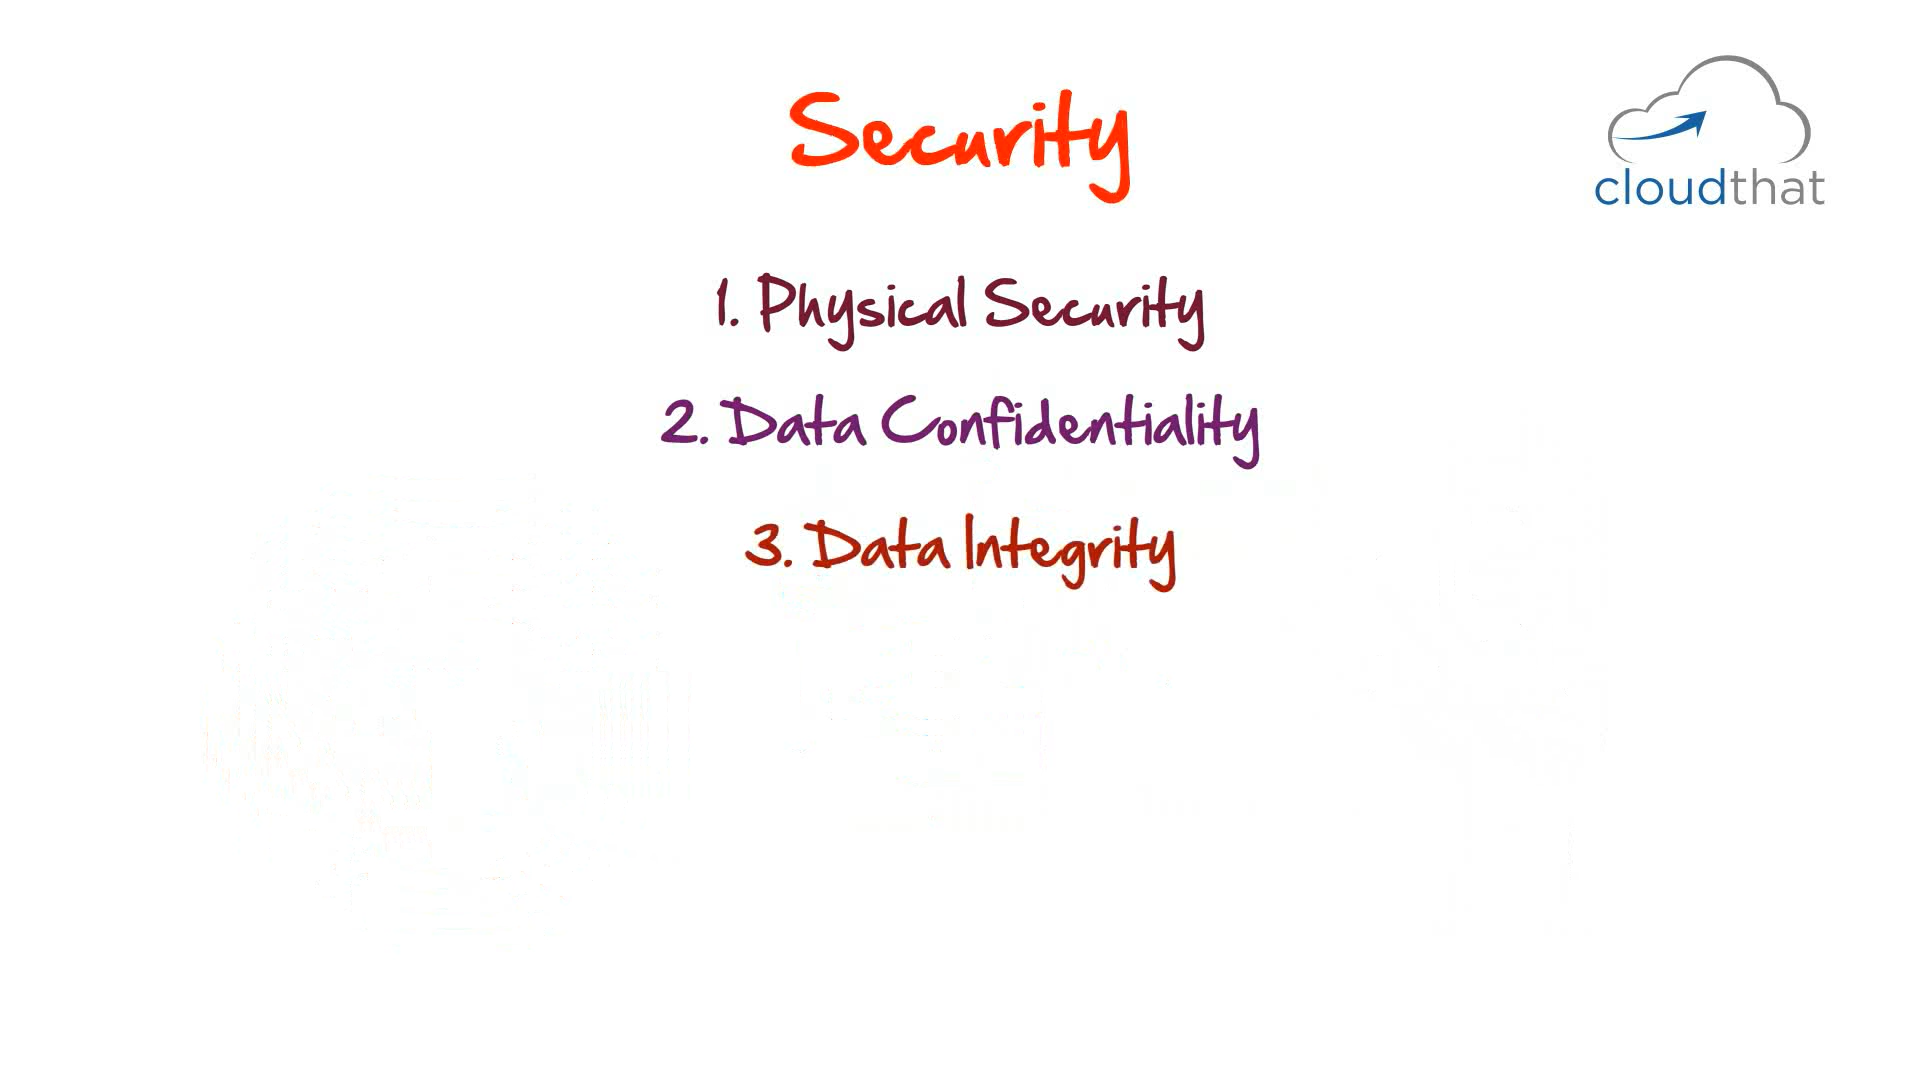 Security
cloudthat
1. Physical Security
2. Data Confidentiality
3. Data Integrity